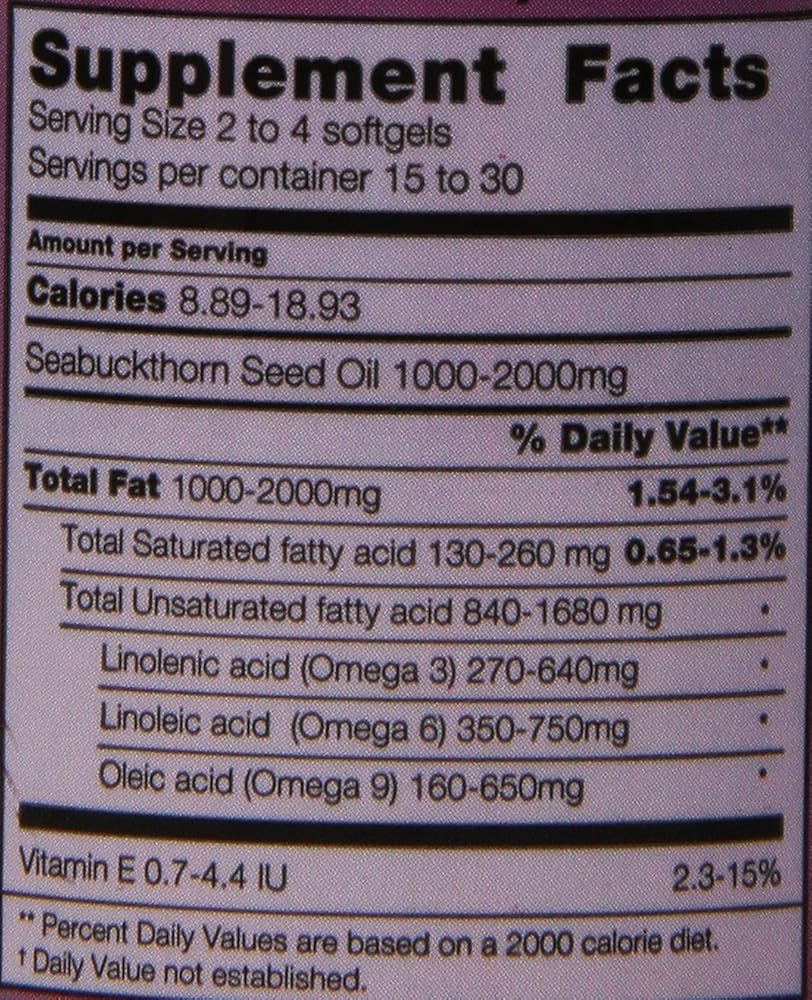 Supplement Facts
Serving Size 2 to 4 softgels
Servings per container 15 to 30
Amount per Serving
Calories 8.89-18.93
Seabuckthorn Seed Oil 1000-2000mg
% Daily Value**
Total Fat 1000-2000mg 1.54-3.1%
Total Saturated fatty acid 130-260 mg 0.65-1.3%
Total Unsaturated fatty acid 840-1680 mg •
Linolenic acid (Omega 3) 270-640mg •
Linoleic acid (Omega 6) 350-750mg •
Oleic acid (Omega 9) 160-650mg •
Vitamin E 0.7-4.4 IU 2.3-15%
** Percent Daily Values are based on a 2000 calorie diet.
† Daily Value not established.